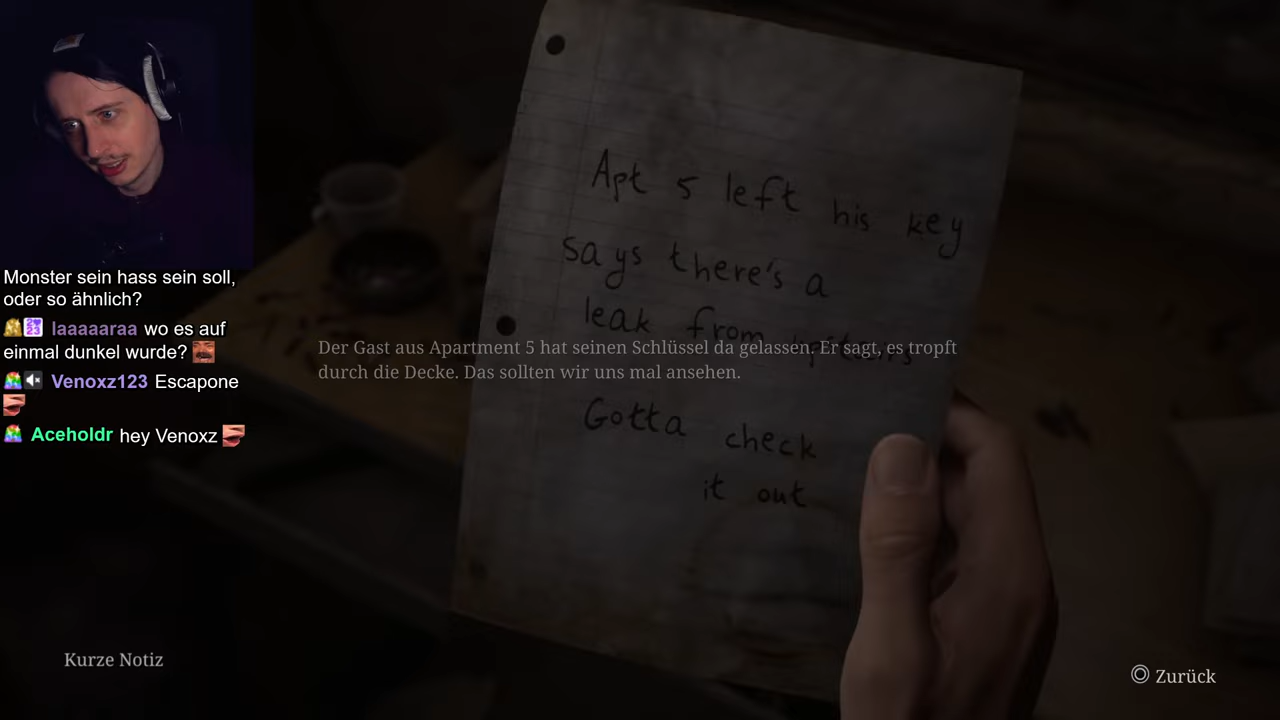 Monster sein hass sein soll,
oder so ähnlich?
laaaaaraa wo es auf
einmal dunkel wurde?
Venoxz123 Escapone
Aceholdr hey Venoxz
Apt 5 left his key
says there's a
leak from upstairs
Der Gast aus Apartment 5 hat seinen Schlüssel da gelassen. Er sagt, es tropft
durch die Decke. Das sollten wir uns mal ansehen.
Gotta check
it out
Kurze Notiz
Zurück